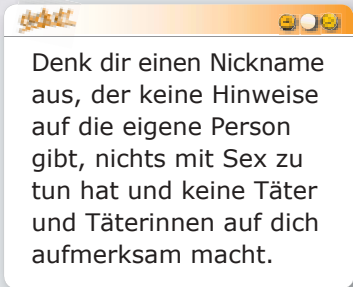 Denk dir einen Nickname
aus, der keine Hinweise
auf die eigene Person
gibt, nichts mit Sex zu
tun hat und keine Täter
und Täterinnen auf dich
aufmerksam macht.